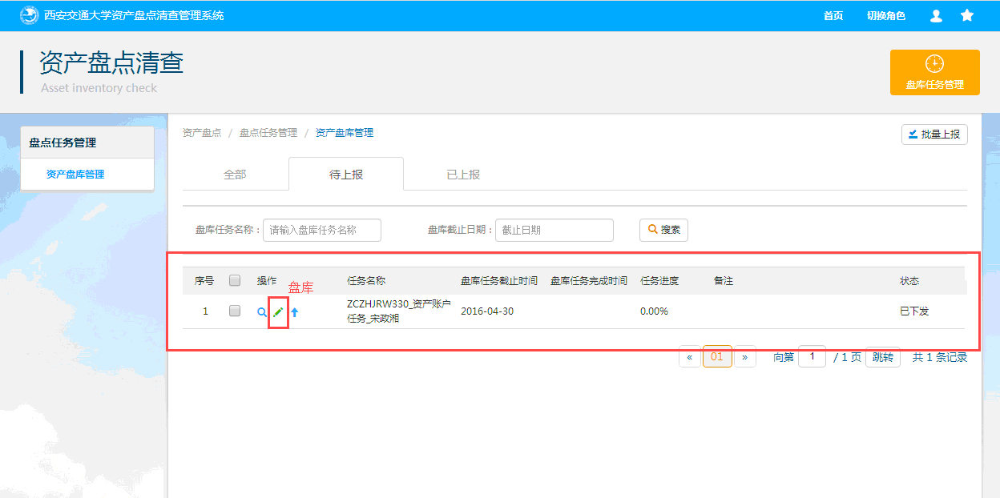 西安交通大学资产盘点清查管理系统 首页 切换角色
资产盘点清查
Asset inventory check
盘库任务管理
盘点任务管理
资产盘库管理
资产盘点 / 盘点任务管理 / 资产盘库管理
批量上报
全部 待上报 已上报
盘库任务名称： 请输入盘库任务名称 盘库截止日期： 截止日期 搜索
序号 操作 盘库 任务名称 盘库任务截止时间 盘库任务完成时间 任务进度 备注 状态
1 ZCZHJRW330_资产账户任务_宋政湘 2016-04-30 0.00% 已下发
« 01 » 向第 1 / 1 页 跳转 共 1 条记录